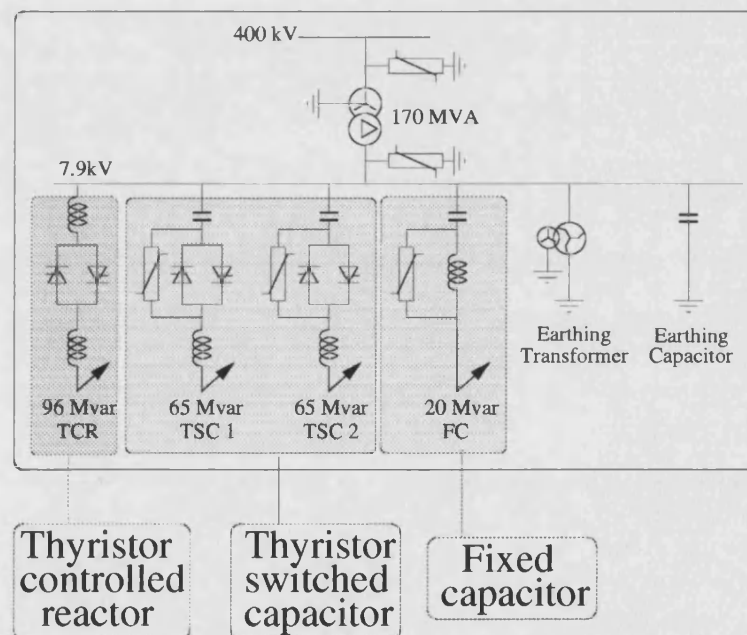 400 kV
170 MVA
7.9kV
Earthing
Transformer
Earthing
Capacitor
96 Mvar
TCR
65 Mvar
TSC 1
65 Mvar
TSC 2
20 Mvar
FC
Thyristor
controlled
reactor
Thyristor
switched
capacitor
Fixed
capacitor